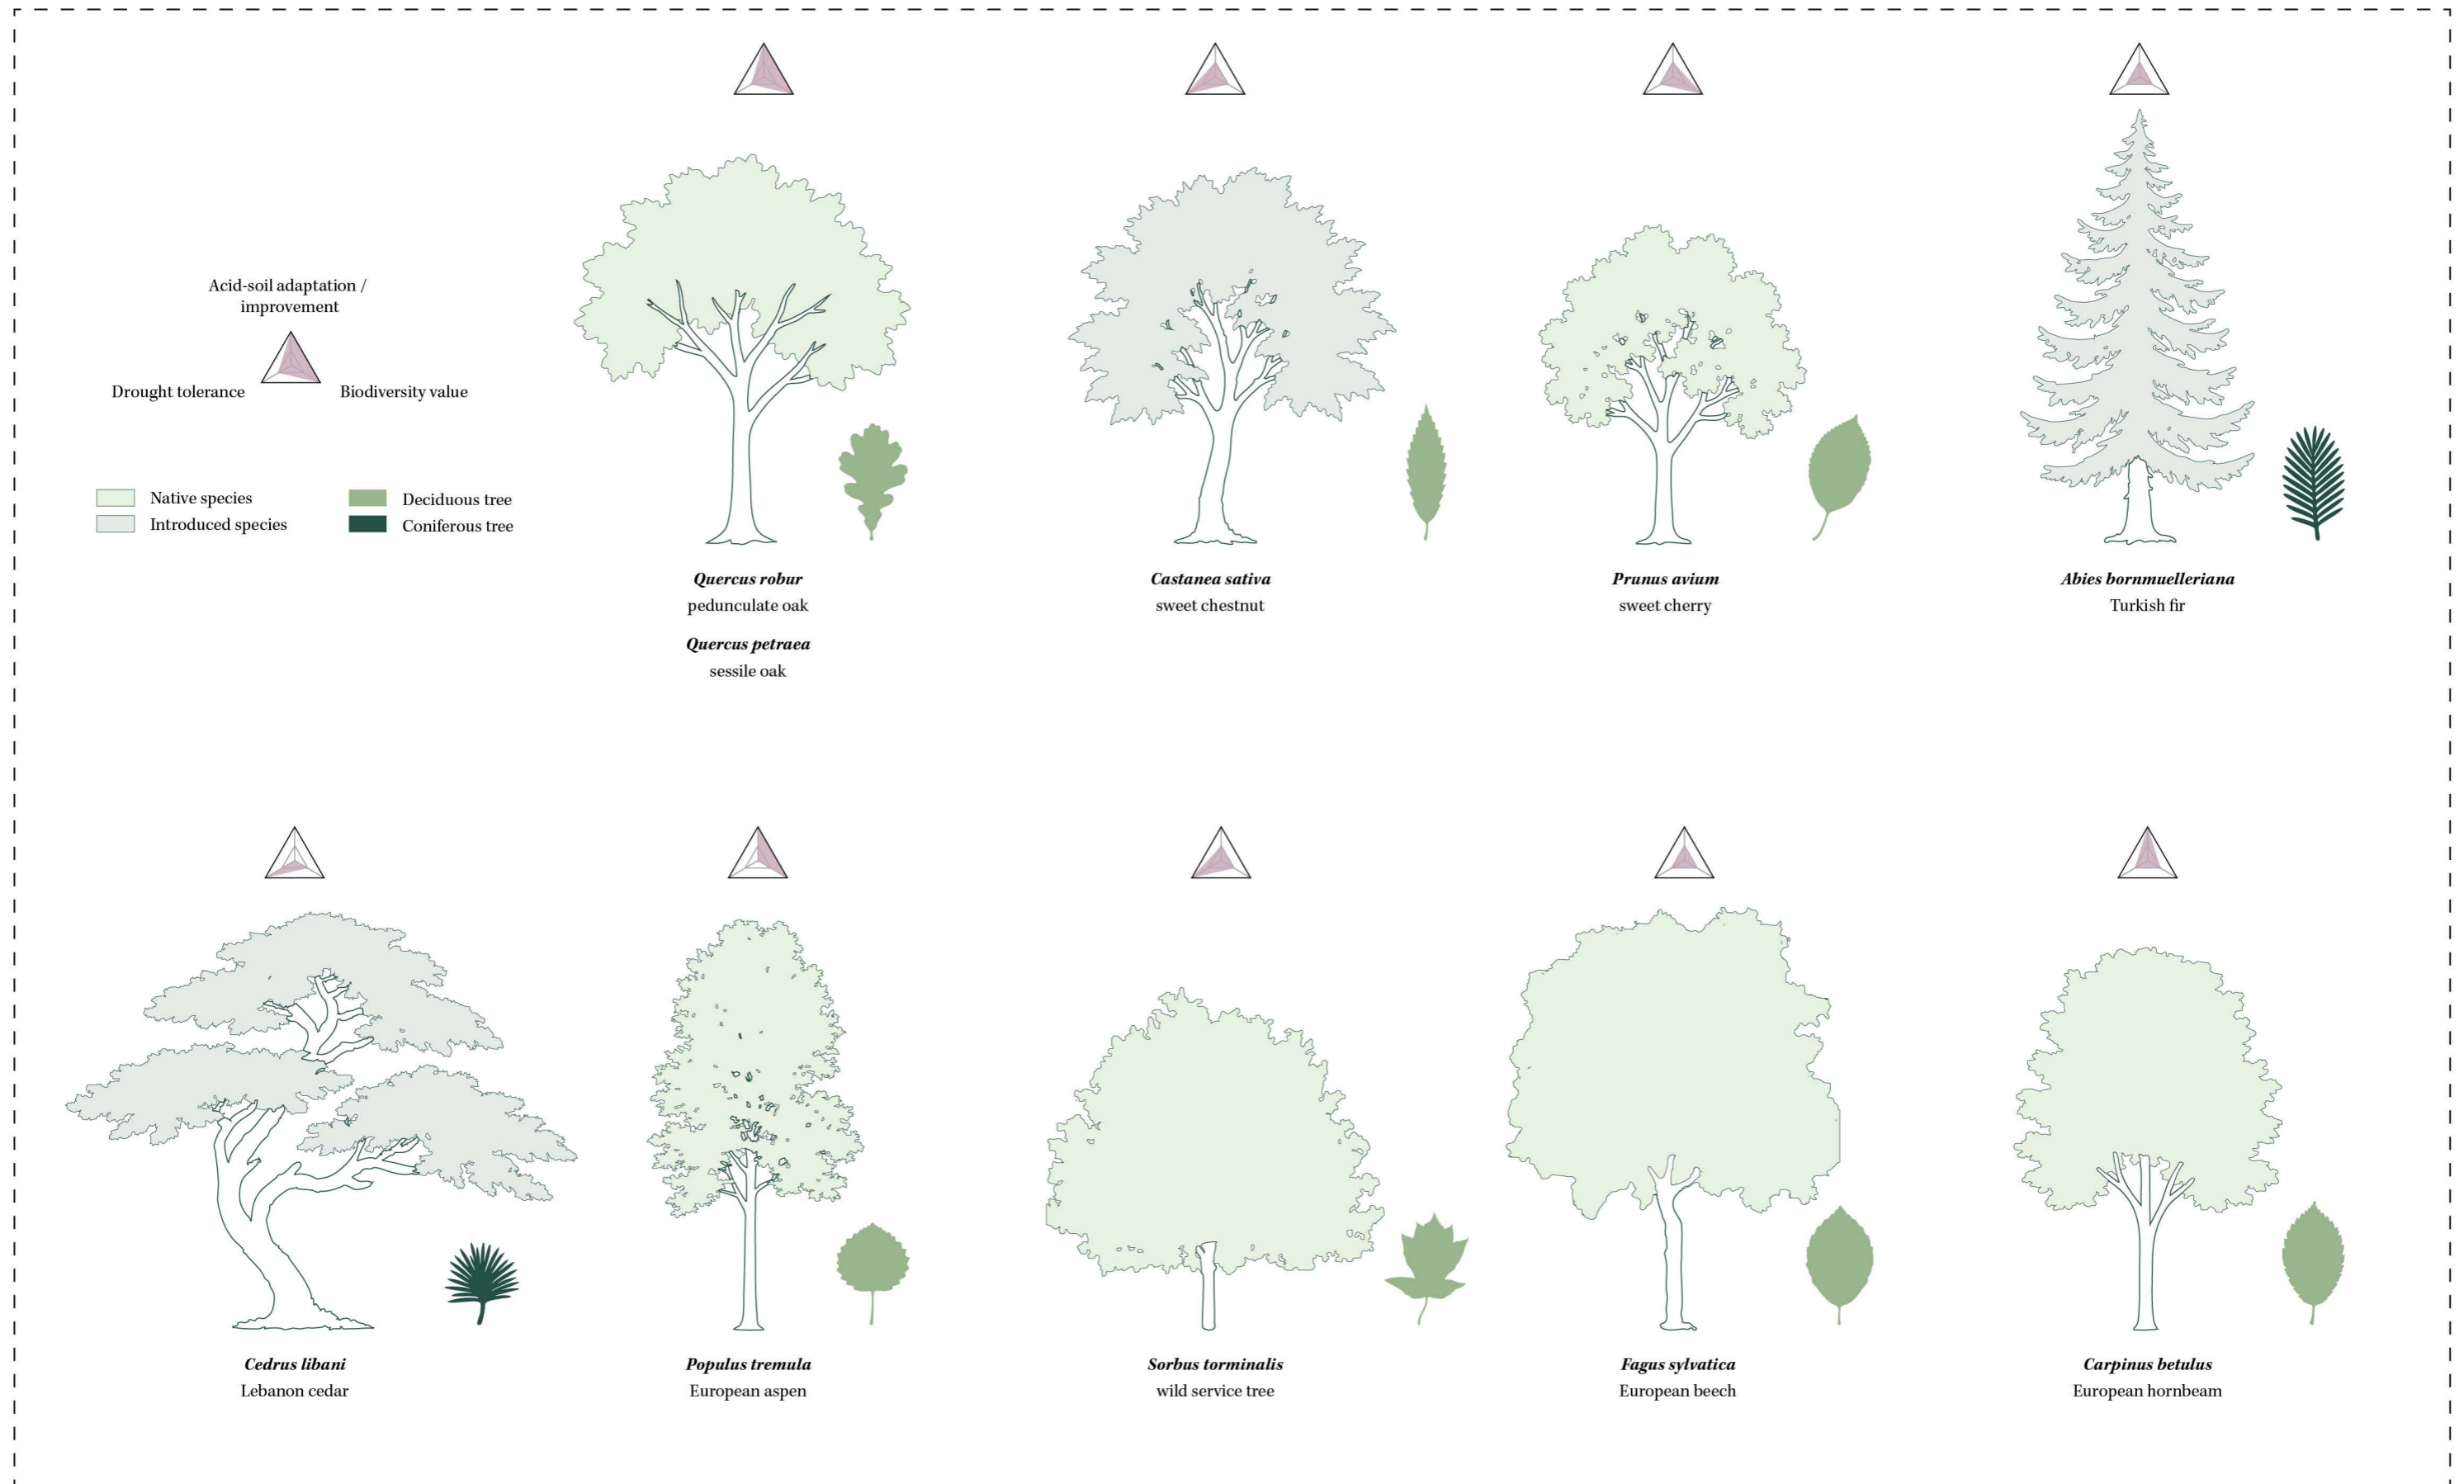 Acid-soil adaptation /
improvement
Drought tolerance
Biodiversity value
Native species
Introduced species
Deciduous tree
Coniferous tree
Quercus robur
pedunculate oak
Quercus petraea
sessile oak
Castanea sativa
sweet chestnut
Prunus avium
sweet cherry
Abies bornmuelleriana
Turkish fir
Cedrus libani
Lebanon cedar
Populus tremula
European aspen
Sorbus torminalis
wild service tree
Fagus sylvatica
European beech
Carpinus betulus
European hornbeam